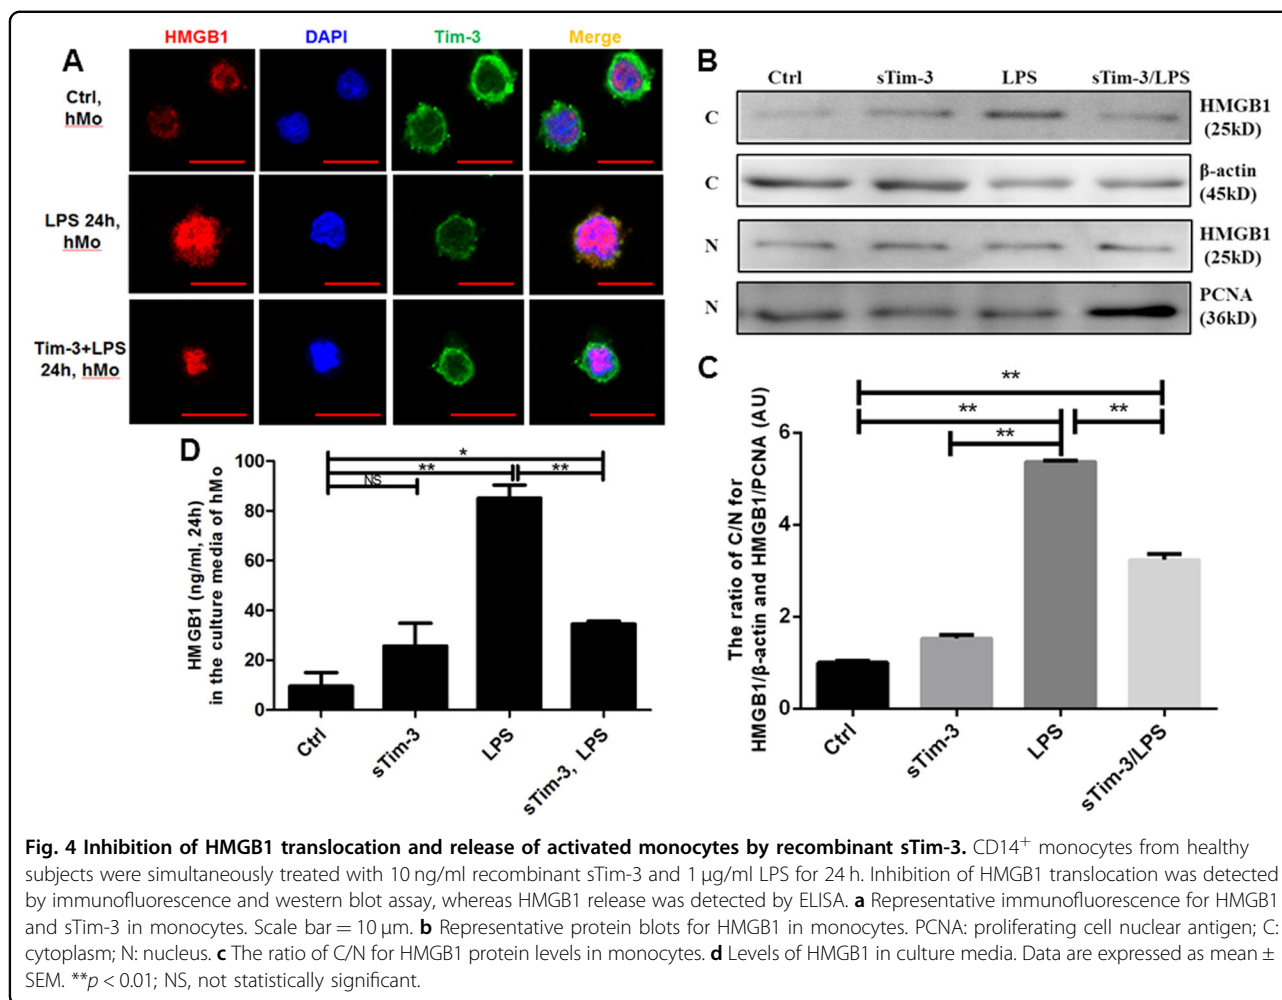 A
HMGB1 DAPI Tim-3 Merge
Ctrl,
hMo
LPS 24h,
hMo
Tim-3+LPS
24h, hMo
B
Ctrl sTim-3 LPS sTim-3/LPS
C HMGB1
(25kD)
C β-actin
(45kD)
N HMGB1
(25kD)
N PCNA
(36kD)
C
The ratio of C/N for
HMGB1/β-actin and HMGB1/PCNA (AU)
**
** **
**
6
4
2
0
Ctrl sTim-3 LPS sTim-3/LPS
D
HMGB1 (ng/ml, 24h)
in the culture media of hMo
*
** **
NS
100
80
60
40
20
0
Ctrl sTim-3 LPS sTim-3, LPS
Fig. 4 Inhibition of HMGB1 translocation and release of activated monocytes by recombinant sTim-3. CD14+ monocytes from healthy
subjects were simultaneously treated with 10 ng/ml recombinant sTim-3 and 1 µg/ml LPS for 24 h. Inhibition of HMGB1 translocation was detected
by immunofluorescence and western blot assay, whereas HMGB1 release was detected by ELISA. a Representative immunofluorescence for HMGB1
and sTim-3 in monocytes. Scale bar = 10 µm. b Representative protein blots for HMGB1 in monocytes. PCNA: proliferating cell nuclear antigen; C:
cytoplasm; N: nucleus. c The ratio of C/N for HMGB1 protein levels in monocytes. d Levels of HMGB1 in culture media. Data are expressed as mean ±
SEM. **p < 0.01; NS, not statistically significant.